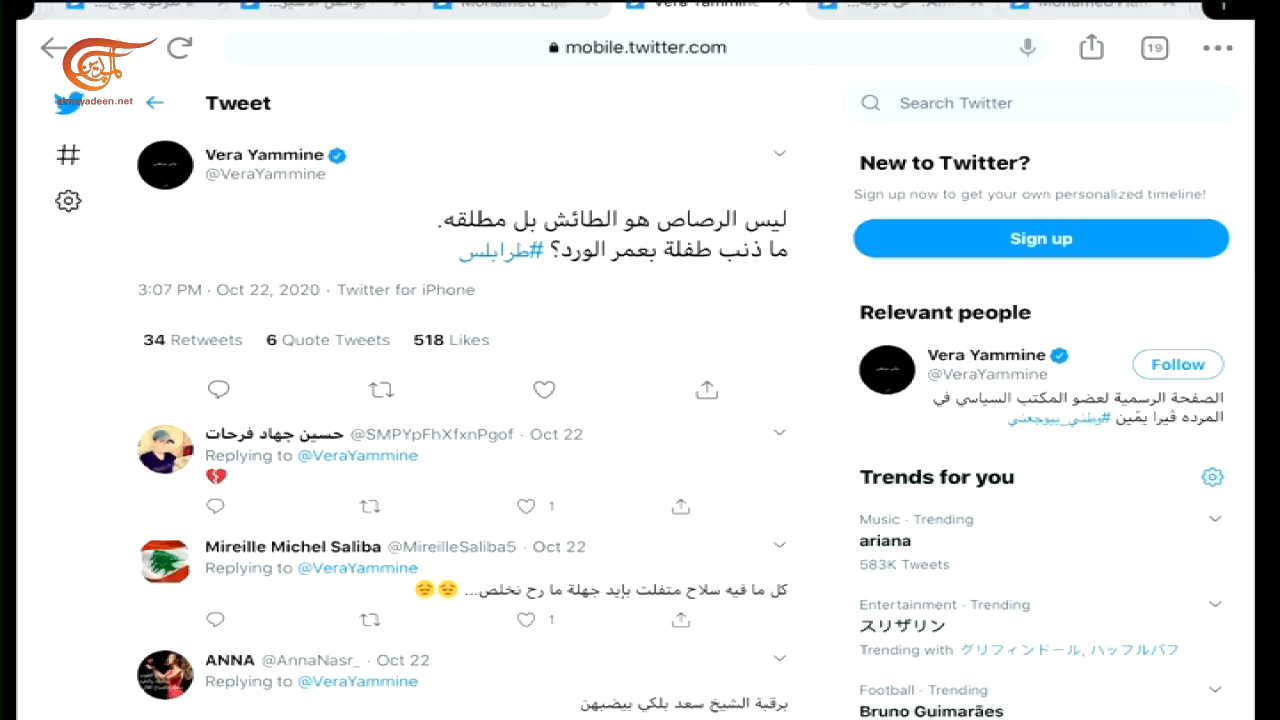 Vera Yammine
mobile.twitter.com
19
almayadeen.net
Tweet
Search Twitter
Vera Yammine
@VeraYammine
ليس الرصاص هو الطائش بل مطلقه.
ما ذنب طفلة بعمر الورد؟ #طرابلس
3:07 PM · Oct 22, 2020 · Twitter for iPhone
34 Retweets 6 Quote Tweets 518 Likes
حسين جهاد فرحات @SMPYpFhXfxnPgof · Oct 22
Replying to @VeraYammine
💔
1
Mireille Michel Saliba @MireilleSaliba5 · Oct 22
Replying to @VeraYammine
كل ما فيه سلاح متفلت بإيد جهلة ما رح نخلص... 😔😔
1
ANNA @AnnaNasr_ · Oct 22
Replying to @VeraYammine
برقبة الشيخ سعد بلكي بيضبهن
New to Twitter?
Sign up now to get your own personalized timeline!
Sign up
Relevant people
Vera Yammine
@VeraYammine
Follow
الصفحة الرسمية لعضو المكتب السياسي في
المرده ڤيرا يمّين #وطني_بيوجعني
Trends for you
Music · Trending
ariana
583K Tweets
Entertainment · Trending
スリザリン
Trending with グリフィンドール, ハッフルパフ
Football · Trending
Bruno Guimarães